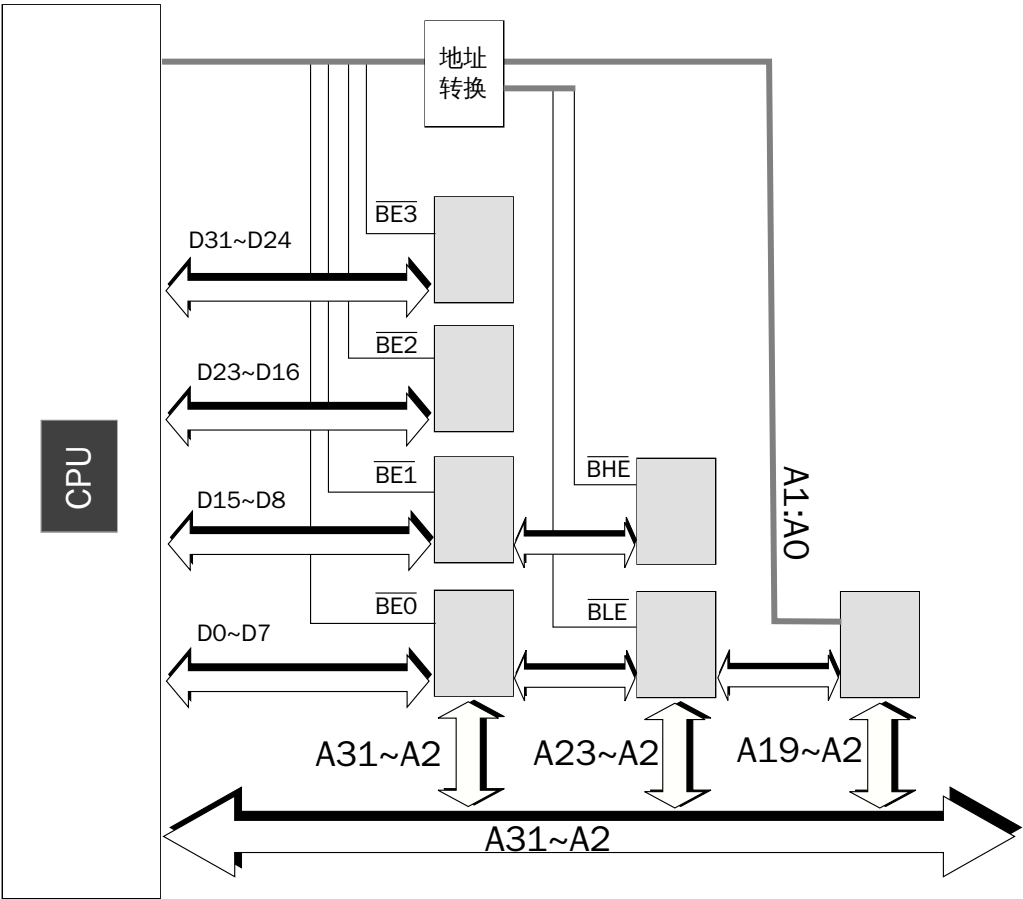 地址
转换
BE3
D31~D24
BE2
D23~D16
BE1
BHE
D15~D8
A1:A0
CPU
BE0
BLE
D0~D7
A31~A2
A23~A2
A19~A2
A31~A2